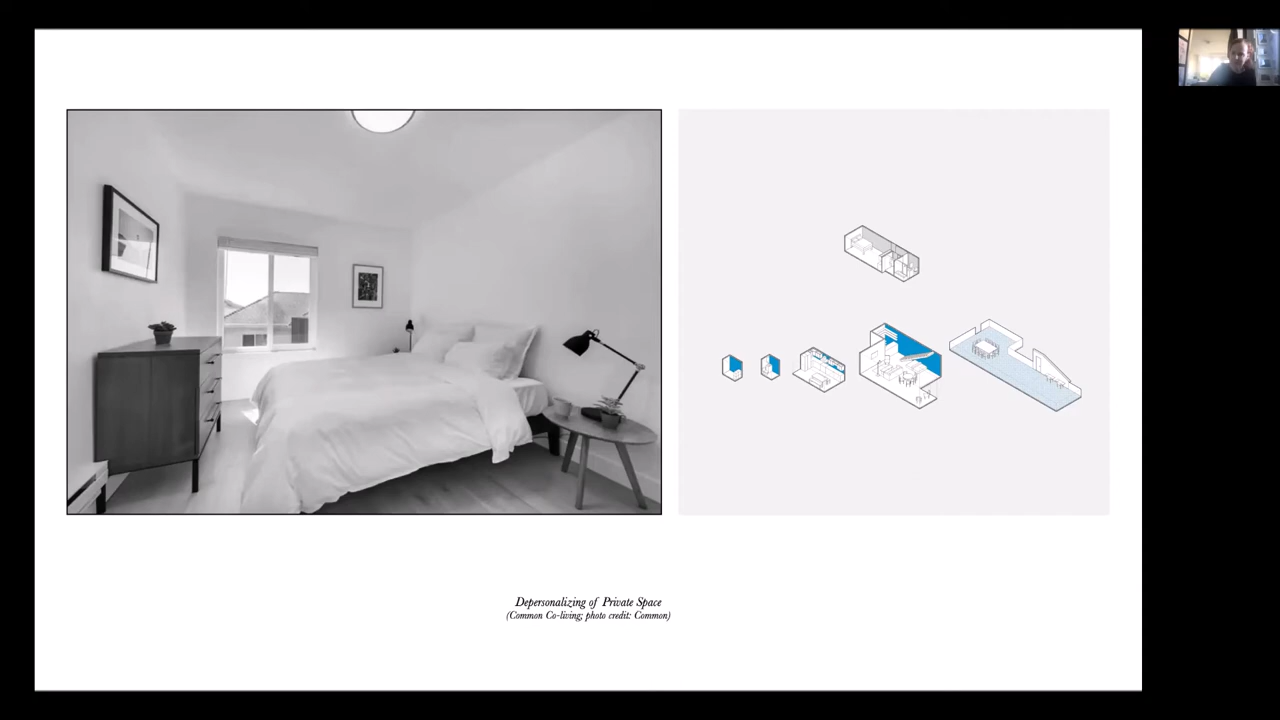 Depersonalizing of Private Space
(Common Co-living; photo credit: Common)